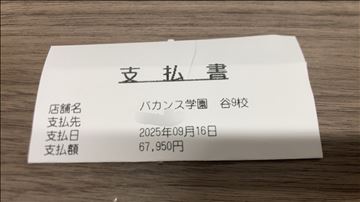 支払書
店舗名 バカンス学園 谷9校
支払先
支払日 2025年09月16日
支払額 67,950円